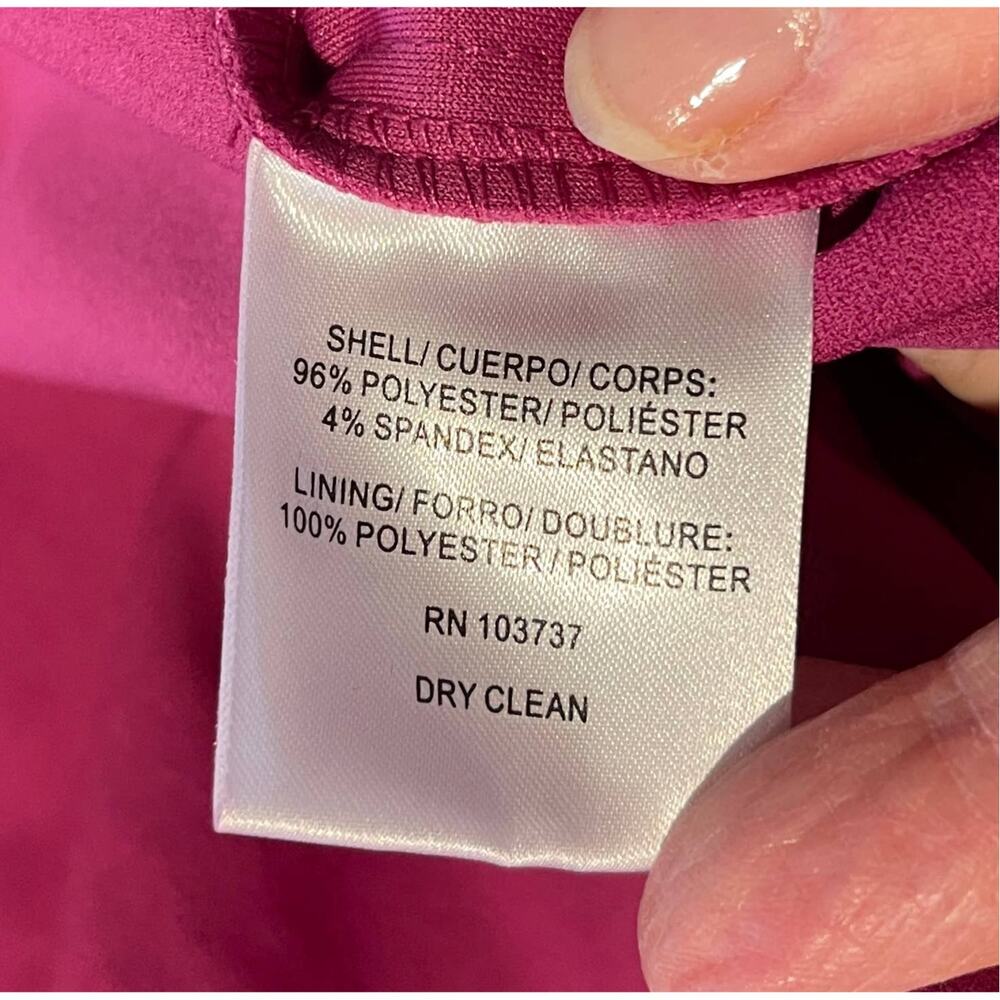 SHELL/ CUERPO/ CORPS:
96% POLYESTER/ POLIÉSTER
4% SPANDEX/ ELASTANO
LINING/ FORRO/ DOUBLURE:
100% POLYESTER / POLIÉSTER
RN 103737
DRY CLEAN